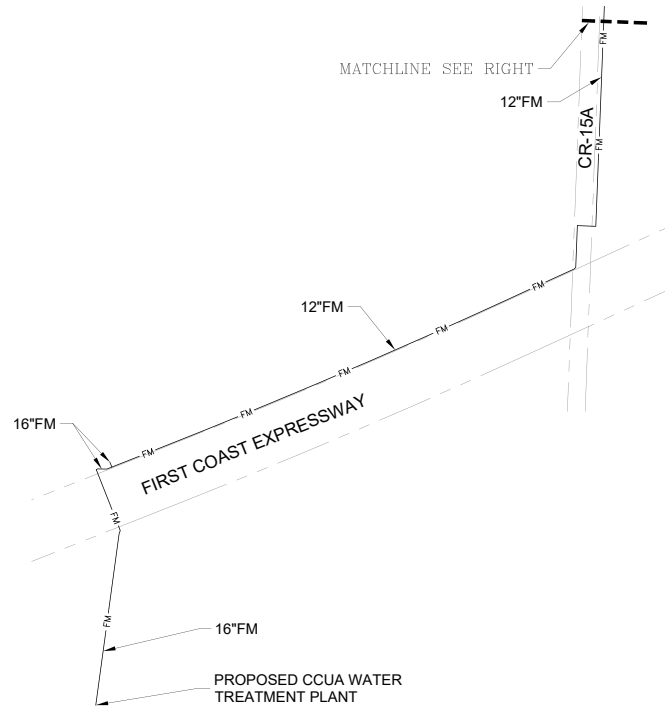 MATCHLINE SEE RIGHT
FM
12"FM
CR-15A
FM
12"FM
FM
FM
FM
FM
FM
16"FM
FIRST COAST EXPRESSWAY
FM
FM
16"FM
PROPOSED CCUA WATER
TREATMENT PLANT